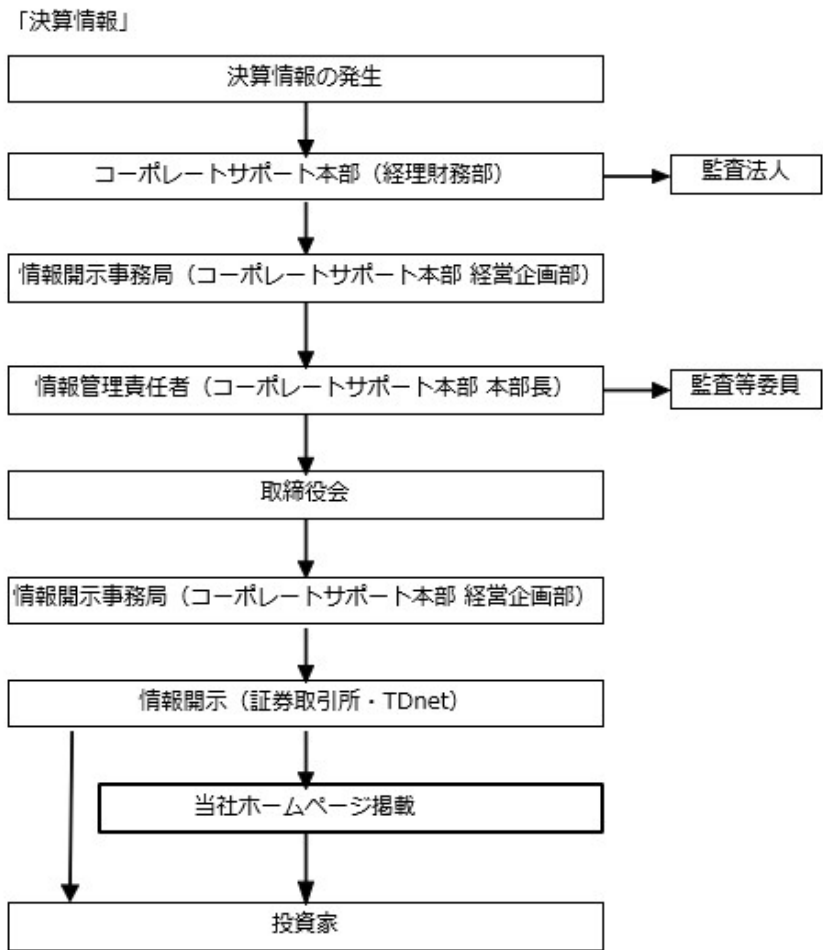 「決算情報」
決算情報の発生
コーポレートサポート本部（経理財務部）
監査法人
情報開示事務局（コーポレートサポート本部 経営企画部）
情報管理責任者（コーポレートサポート本部 本部長）
監査等委員
取締役会
情報開示事務局（コーポレートサポート本部 経営企画部）
情報開示（証券取引所・TDnet）
当社ホームページ掲載
投資家